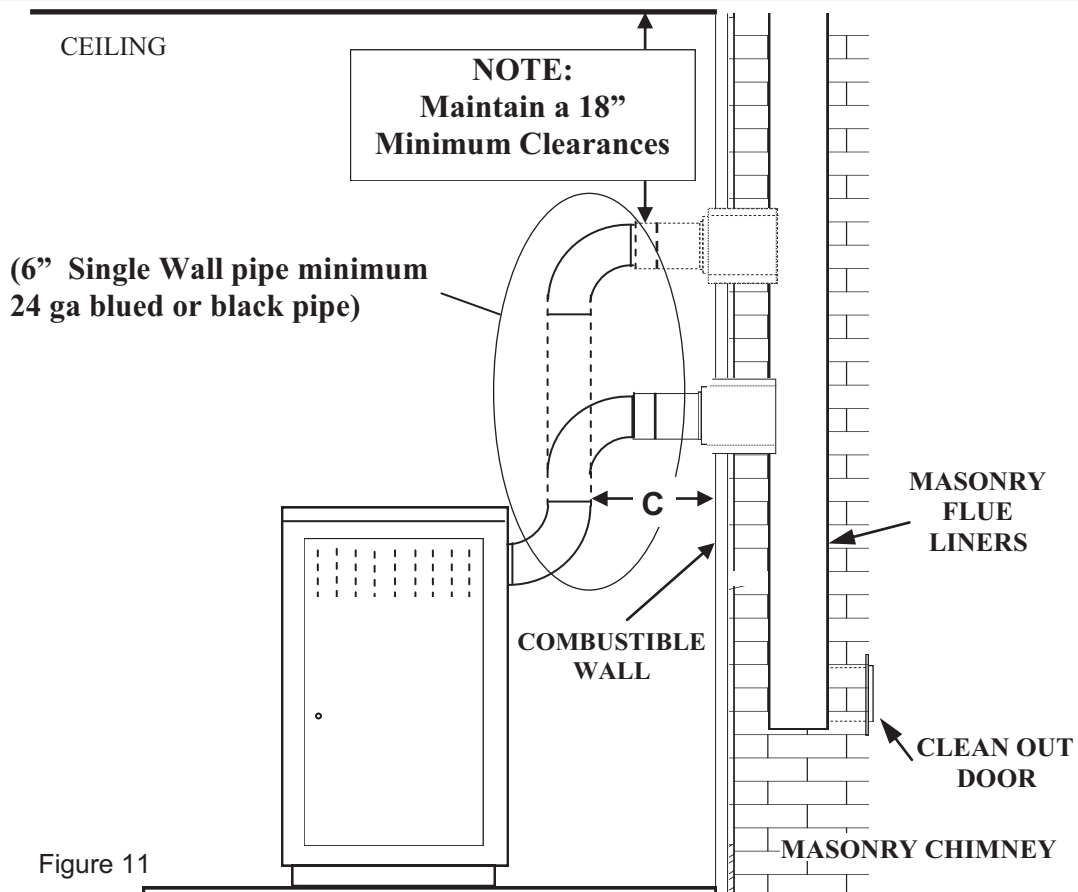 CEILING
NOTE:
Maintain a 18”
Minimum Clearances
(6” Single Wall pipe minimum
24 ga blued or black pipe)
C
MASONRY
FLUE
LINERS
COMBUSTIBLE
WALL
CLEAN OUT
DOOR
MASONRY CHIMNEY
Figure 11